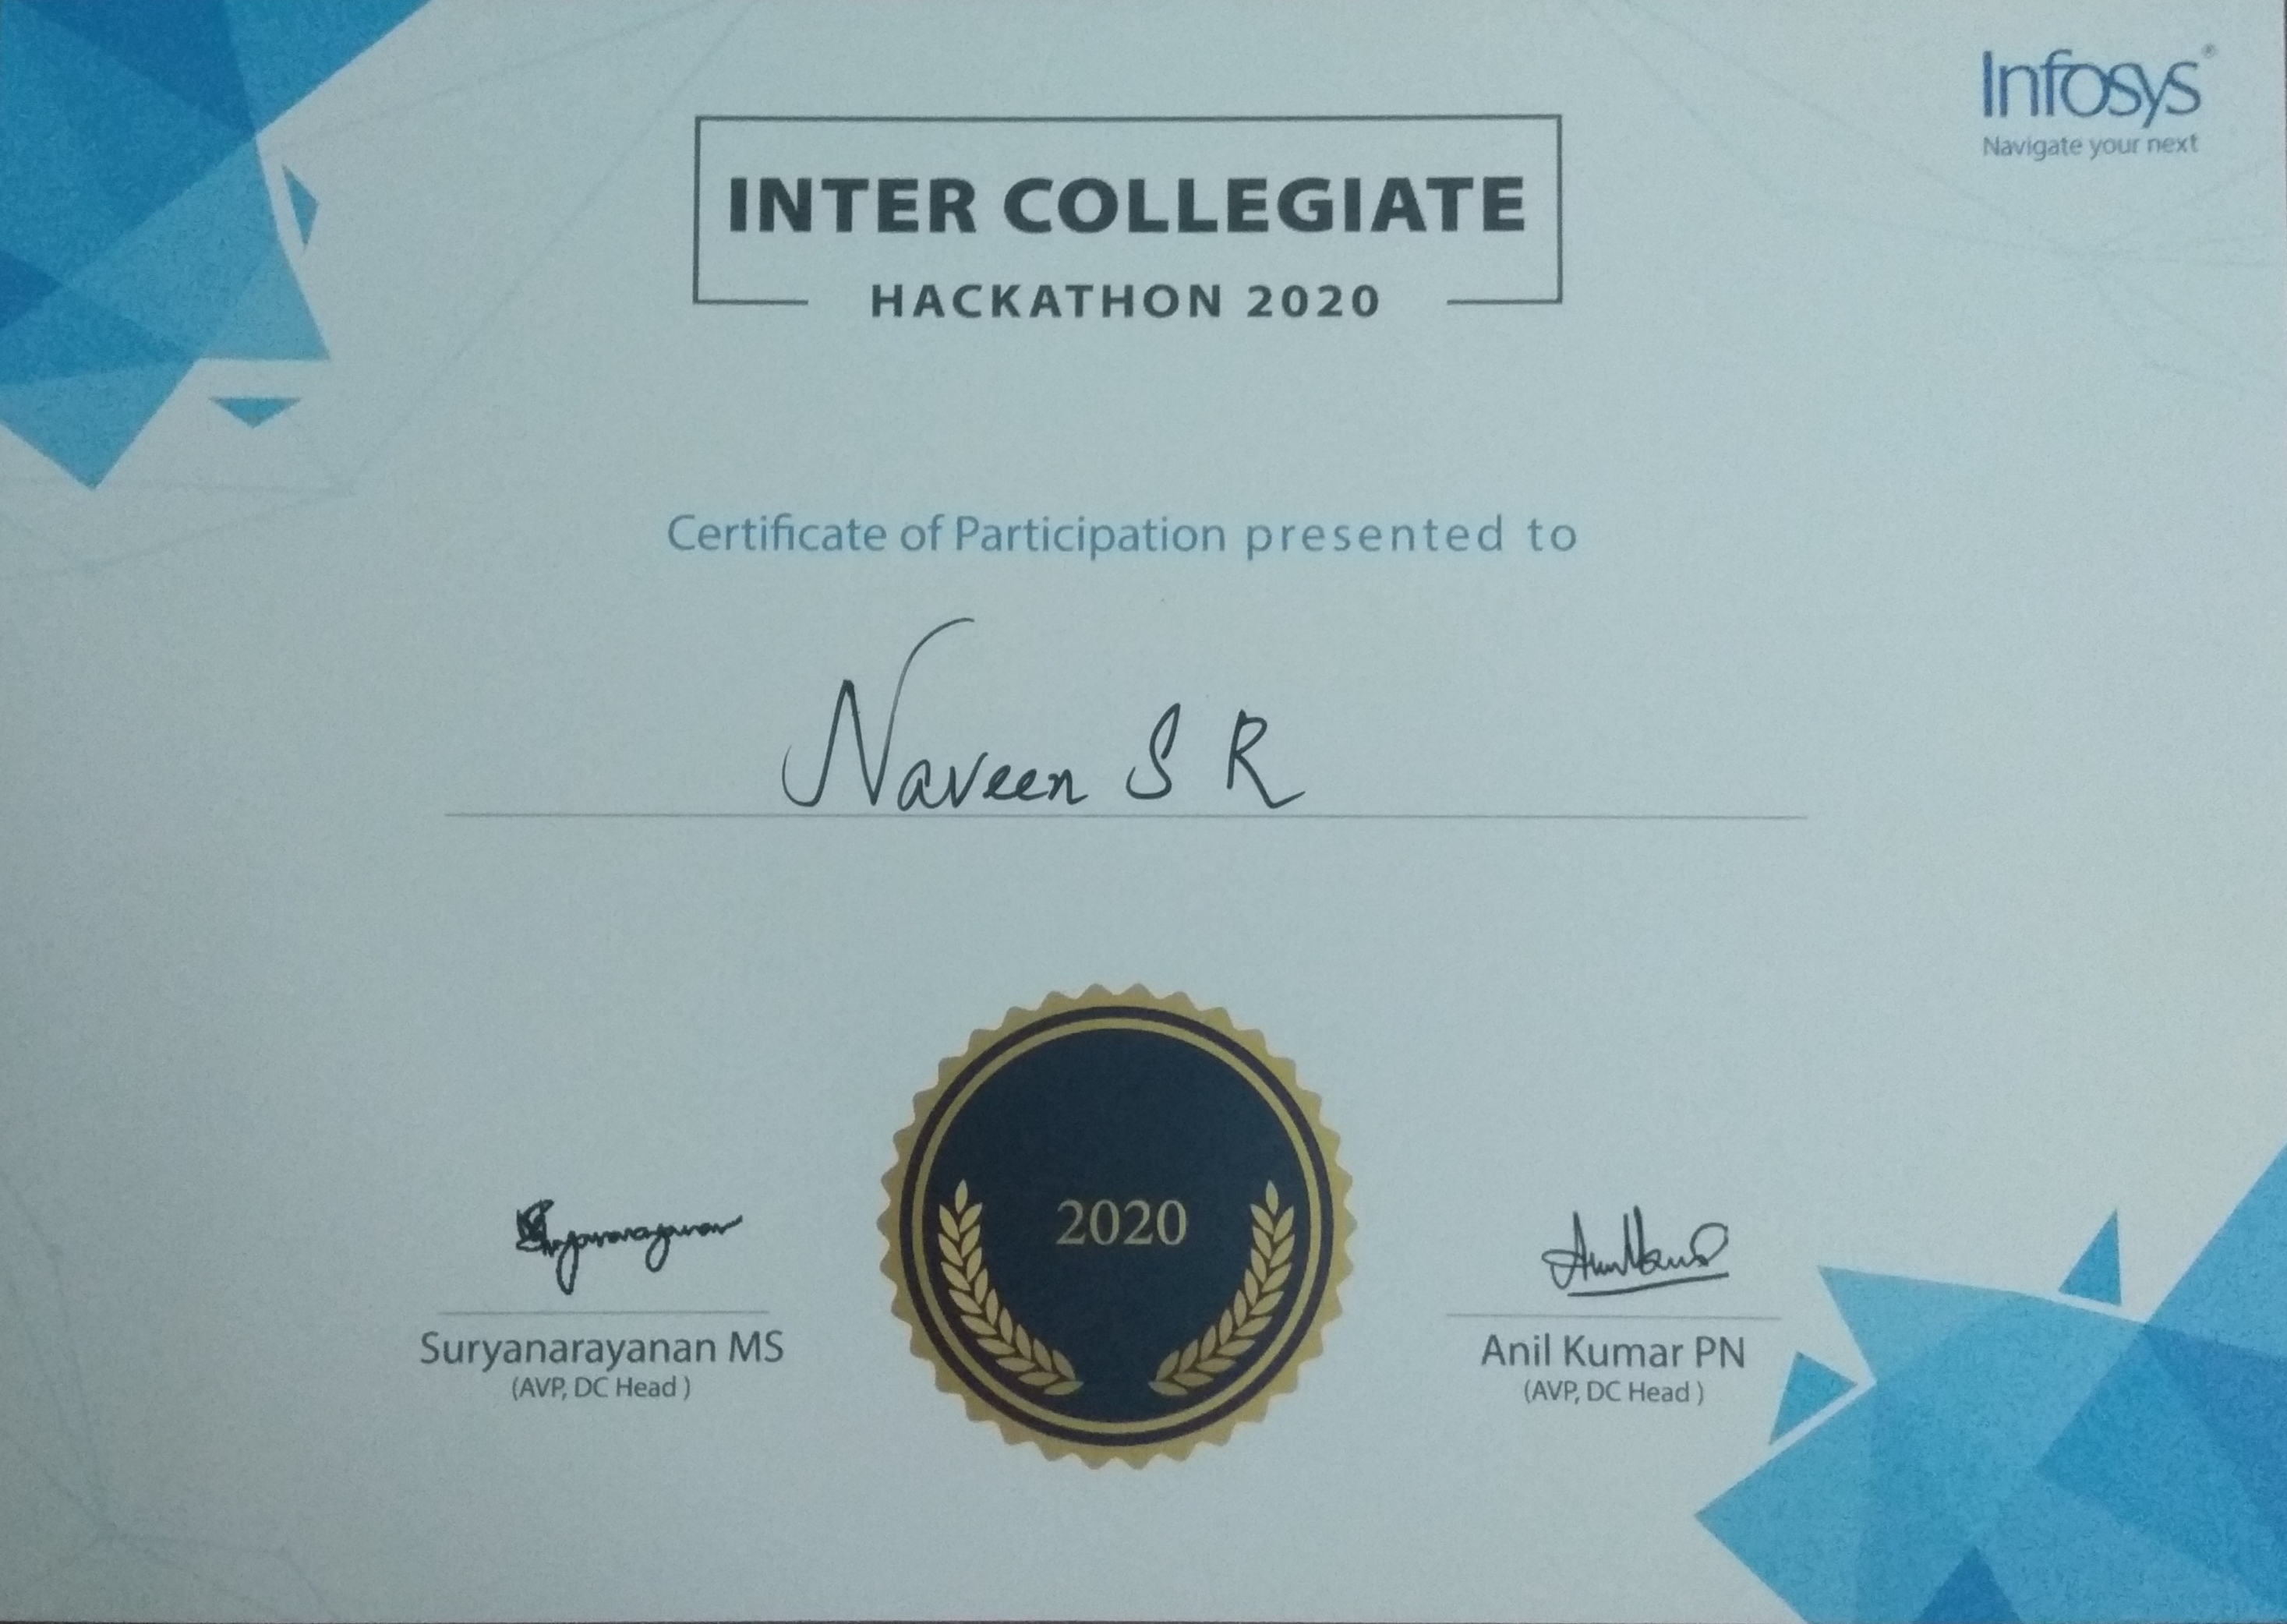 Infosys®
Navigate your next
INTER COLLEGIATE
HACKATHON 2020
Certificate of Participation presented to
Naveen S R
2020
Suryanarayanan
Suryanarayanan MS
(AVP, DC Head )
Anil Kumar PN
(AVP, DC Head )